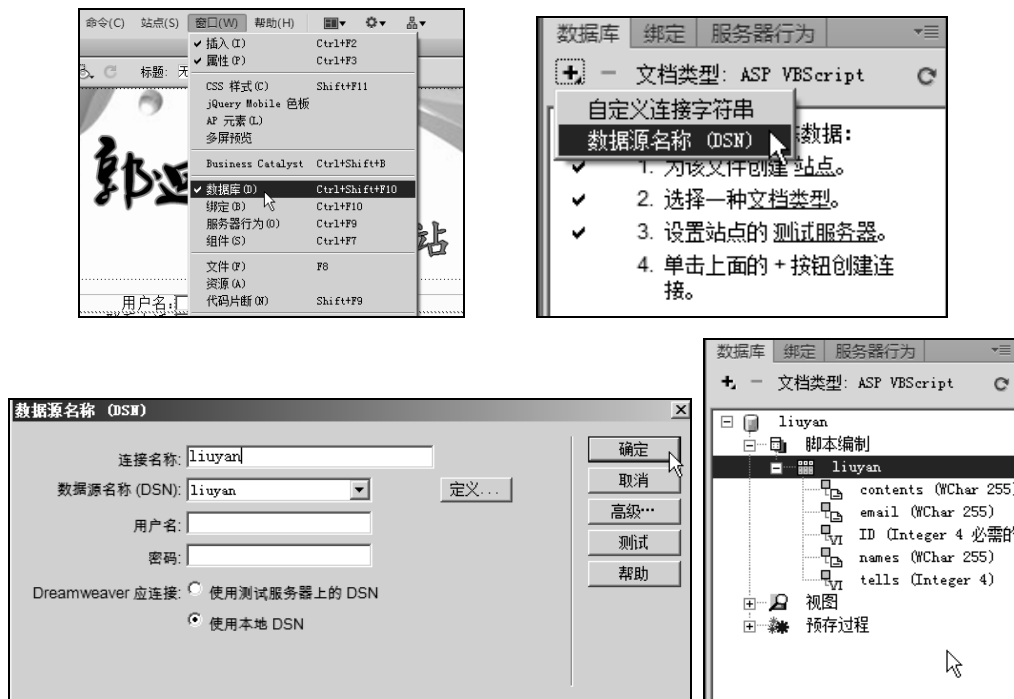 命令(C) 站点(S) 窗口(W) 帮助(H)
标题: 无
插入(I) Ctrl+F2
属性(P) Ctrl+F3
CSS 样式(C) Shift+F11
jQuery Mobile 色板
AP 元素(L)
多屏预览
Business Catalyst Ctrl+Shift+B
数据库(D) Ctrl+Shift+F10
绑定(B) Ctrl+F10
服务器行为(O) Ctrl+F9
组件(S) Ctrl+F7
文件(F) F8
资源(A)
代码片断(N) Shift+F9
站
用户名:
数据库 绑定 服务器行为
文档类型: ASP VBScript
自定义连接字符串
数据源名称 (DSN)
数据:
1. 为该文件创建 站点。
2. 选择一种文档类型。
3. 设置站点的 测试服务器。
4. 单击上面的 + 按钮创建连
接。
数据源名称 (DSN)
连接名称: liuyan
数据源名称 (DSN): liuyan 定义...
用户名:
密码:
Dreamweaver 应连接: 使用测试服务器上的 DSN
使用本地 DSN
确定
取消
高级…
测试
帮助
数据库 绑定 服务器行为
文档类型: ASP VBScript
liuyan
脚本编制
liuyan
contents (WChar 255)
email (WChar 255)
ID (Integer 4 必需的
names (WChar 255)
tells (Integer 4)
视图
预存过程